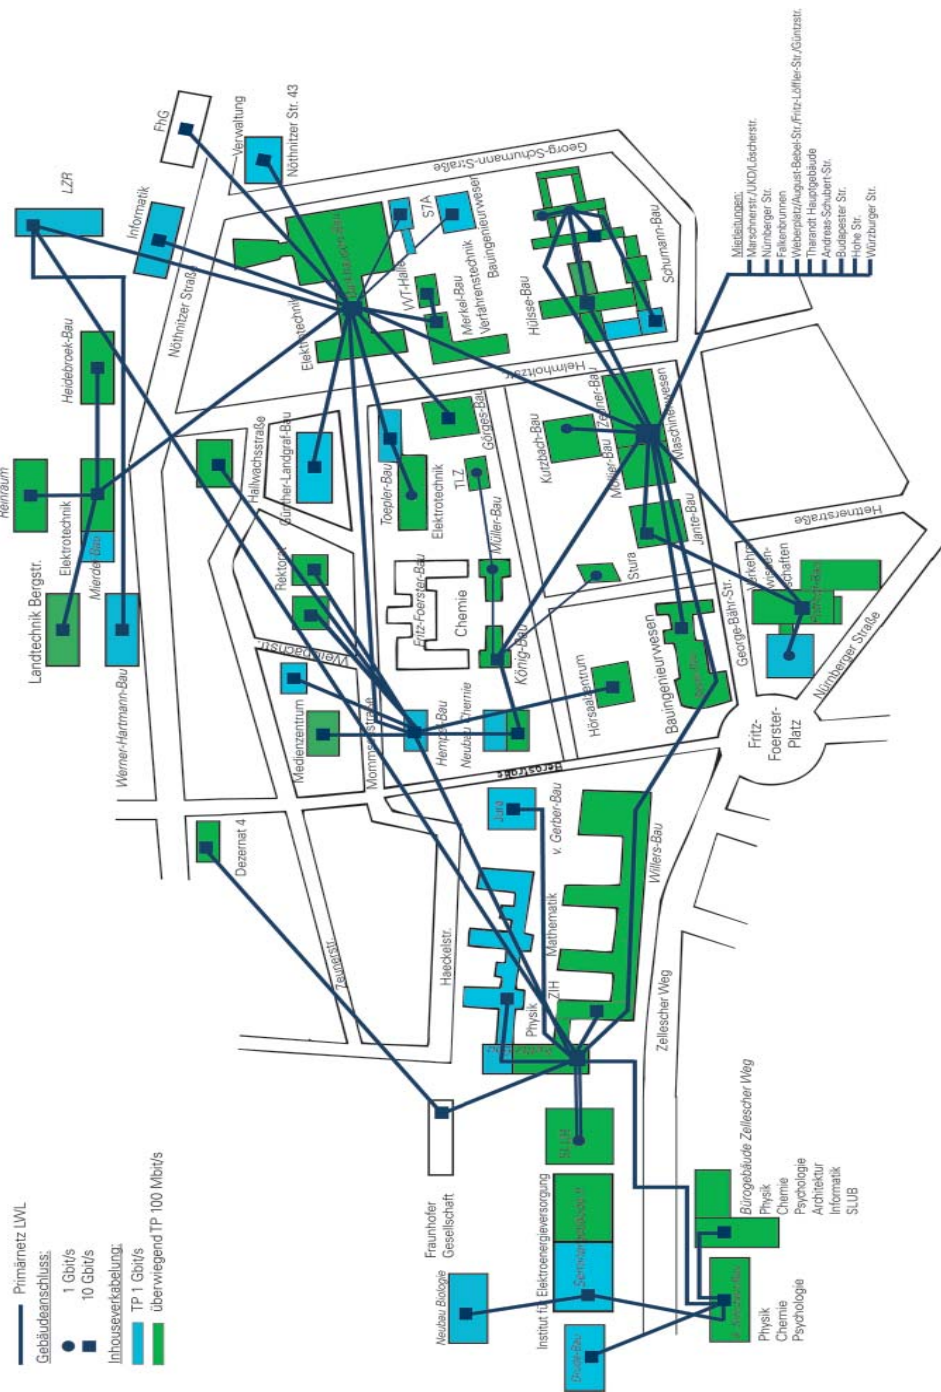 Primärnetz LWL
Gebäudeanschluss:
1 Gbit/s
10 Gbit/s
Inhouseverkabelung:
TP 1 Gbit/s
überwiegend TP 100 Mbit/s
Reinraum
Heidebroek-Bau
LZR
FhG
Informatik
Landtechnik Bergstr.
Elektrotechnik
Mierdel-Bau
Werner-Hartmann-Bau
Nöthnitzer Straße
Verwaltung
Nöthnitzer Str. 43
Georg-Schumann-Straße
Dezernat 4
Zeunerstr.
Haeckelstr.
Medienzentrum
Mommsenstraße
Weißbachstr.
Rektorat
Hallwachsstraße
Günther-Landgraf-Bau
Elektrotechnik
Toepler-Bau
Elektrotechnik
VVT-Halle
S7A
Bauingenieurwesen
Merkel-Bau
Verfahrenstechnik
Görges-Bau
Helmholtzstr.
Fritz-Foerster-Bau
Chemie
TLZ
Müller-Bau
König-Bau
Hempel-Bau
Neubau Chemie
Bergstraße
Jura
v. Gerber-Bau
Stura
Hörsaalzentrum
Kutzbach-Bau
Zeuner-Bau
Mollier-Bau
Maschinenwesen
Jante-Bau
Hülsse-Bau
Schumann-Bau
Bauingenieurwesen
George-Bähr-Str.
Fritz-
Foerster-
Platz
Verkehrs-
wissen-
schaften
Hettnerstraße
Nürnberger Straße
Physik
ZIH
Mathematik
Willers-Bau
Zellescher Weg
Fraunhofer
Gesellschaft
Neubau Biologie
Institut für Elektroenergieversorgung
Drude-Bau
Physik
Chemie
Psychologie
Bürogebäude Zellescher Weg
Physik
Chemie
Psychologie
Architektur
Informatik
SLUB
Mietleitungen:
Marschnerstr./UKD/Löscherstr.
Nürnberger Str.
Falkenbrunnen
Weberplatz/August-Bebel-Str./Fritz-Löffler-Str./Güntzstr.
Tharandt Hauptgebäude
Andreas-Schubert-Str.
Budapester Str.
Hohe Str.
Würzburger Str.